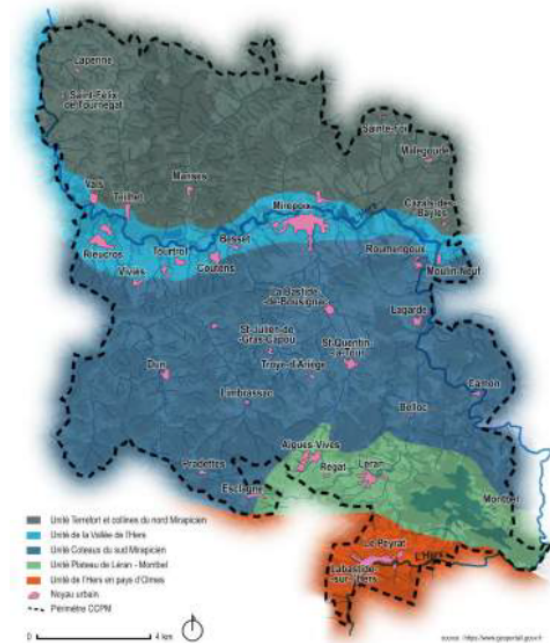 Lapenne
Saint-Félix
de Tournegat
Sainte-Foi
Malegoude
Manses
Vals
Teilhet
Cazals-des
Bayles
Mirepoix
Besset
Tourtrol
Roumengoux
Rieucros
Coutens
Moulin-Neuf
Viviès
La Bastide
-de-Bousignac
Lagarde
St-Julien-de
-Gras-Capou
St-Quentin
-La-Tour
Troye-d'Ariège
Dun
Camon
Limbrassac
Belloc
Aigues-Vives
Pradettes
Régat
Léran
Esclagne
Montbel
Le Peyrat
L'Hers
Labastide
-sur-l'Hers
Unité Terrefort et collines du nord Mirapicien
Unité de la Vallée de l'Hers
Unité Coteaux du sud Mirapicien
Unité Plateau de Léran - Montbel
Unité de l'Hers en pays d'Olmes
Noyau urbain
Périmètre CCPM
0 4 km
source : https://www.geoportail.gouv.fr